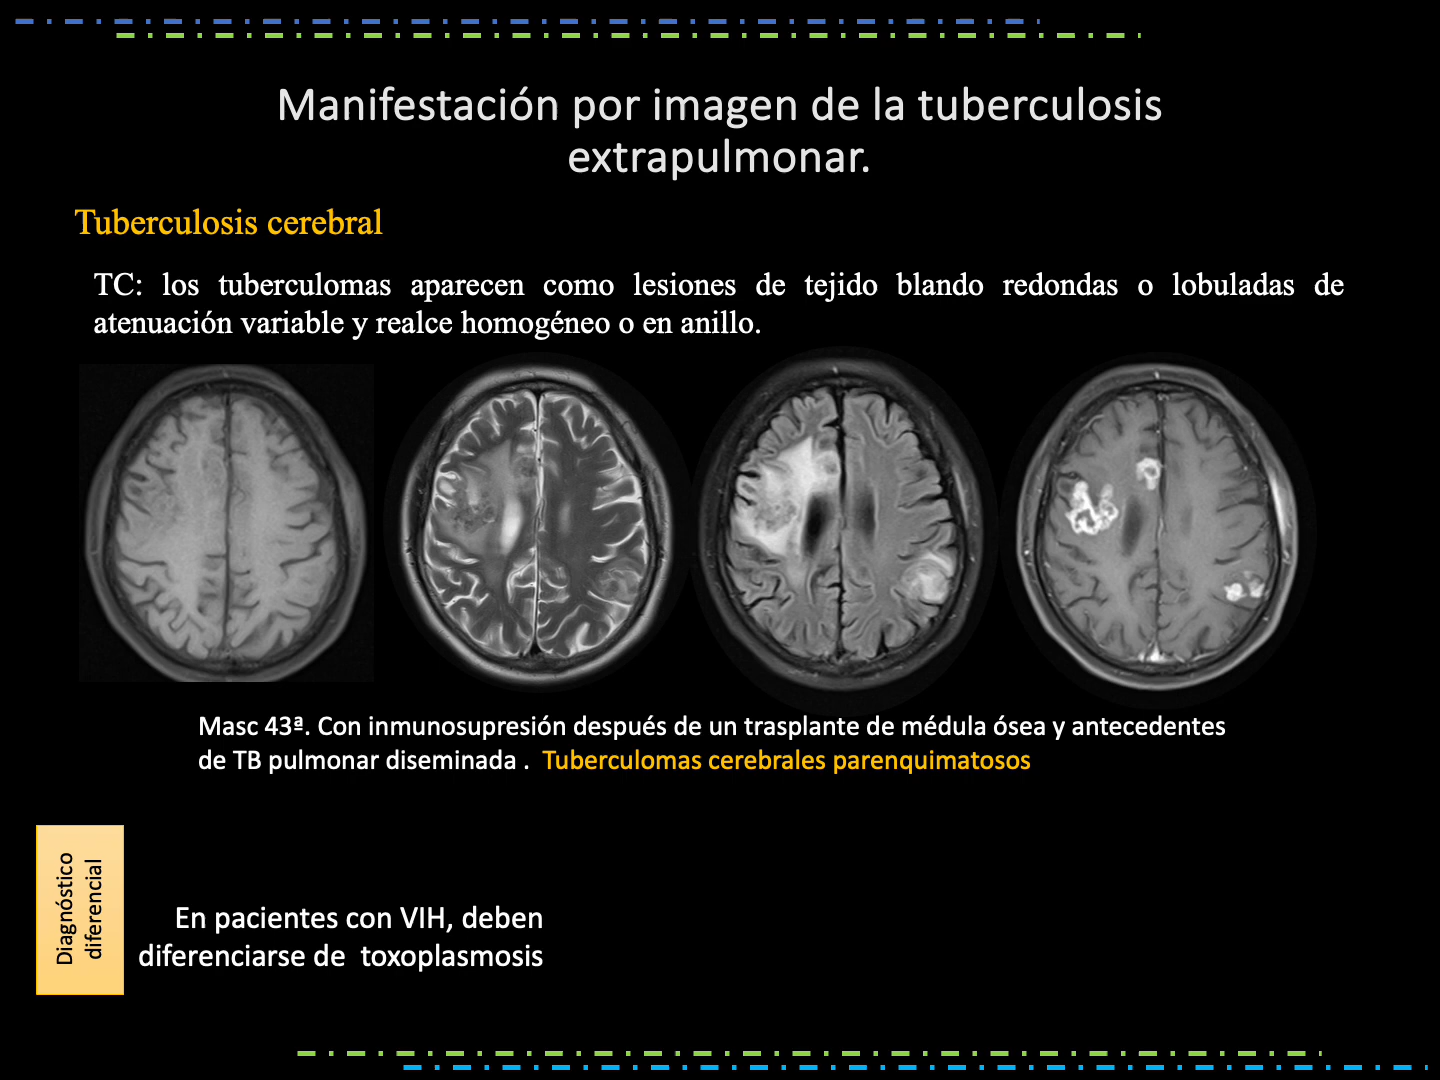 Manifestación por imagen de la tuberculosis
extrapulmonar.
Tuberculosis cerebral
TC: los tuberculomas aparecen como lesiones de tejido blando redondas o lobuladas de
atenuación variable y realce homogéneo o en anillo.
Masc 43ª. Con inmunosupresión después de un trasplante de médula ósea y antecedentes
de TB pulmonar diseminada . Tuberculomas cerebrales parenquimatosos
Diagnóstico
diferencial
En pacientes con VIH, deben
diferenciarse de toxoplasmosis